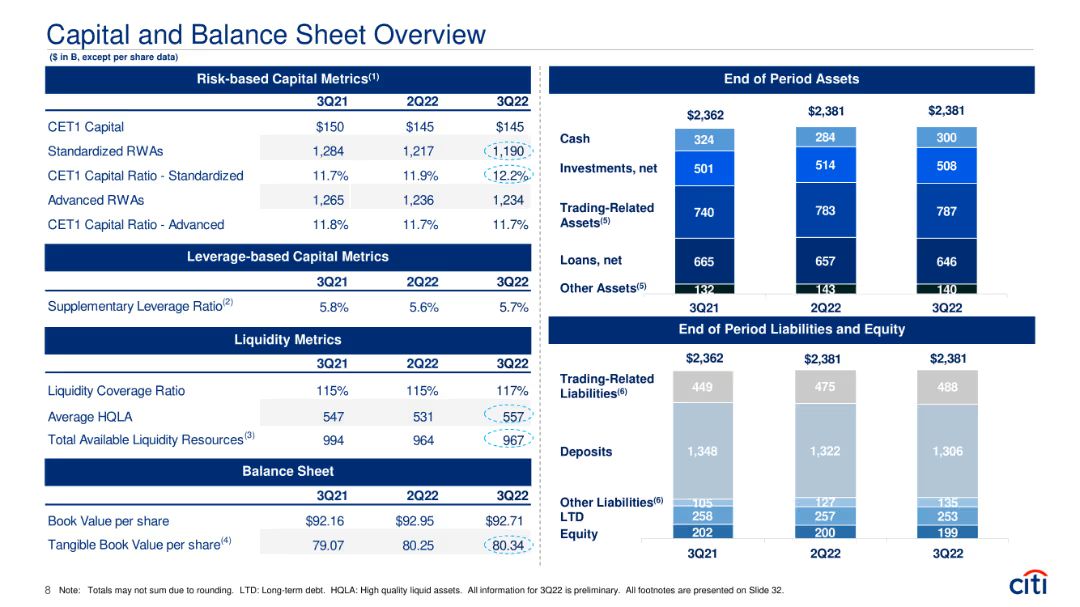 Capital and Balance Sheet Overview
($ in B, except per share data)
Risk-based Capital Metrics(1)
3Q21 2Q22 3Q22
CET1 Capital $150 $145 $145
Standardized RWAs 1,284 1,217 1,190
CET1 Capital Ratio - Standardized 11.7% 11.9% 12.2%
Advanced RWAs 1,265 1,236 1,234
CET1 Capital Ratio - Advanced 11.8% 11.7% 11.7%
Leverage-based Capital Metrics
3Q21 2Q22 3Q22
Supplementary Leverage Ratio(2) 5.8% 5.6% 5.7%
Liquidity Metrics
3Q21 2Q22 3Q22
Liquidity Coverage Ratio 115% 115% 117%
Average HQLA 547 531 557
Total Available Liquidity Resources(3) 994 964 967
Balance Sheet
3Q21 2Q22 3Q22
Book Value per share $92.16 $92.95 $92.71
Tangible Book Value per share(4) 79.07 80.25 80.34
End of Period Assets
$2,362 $2,381 $2,381
Cash 324 284 300
Investments, net 501 514 508
Trading-Related
Assets(5) 740 783 787
Loans, net 665 657 646
Other Assets(5) 132 143 140
3Q21 2Q22 3Q22
End of Period Liabilities and Equity
$2,362 $2,381 $2,381
Trading-Related
Liabilities(6) 449 475 488
Deposits 1,348 1,322 1,306
Other Liabilities(6) 105 127 135
LTD 258 257 253
Equity 202 200 199
3Q21 2Q22 3Q22
8 Note: Totals may not sum due to rounding. LTD: Long-term debt. HQLA: High quality liquid assets. All information for 3Q22 is preliminary. All footnotes are presented on Slide 32.
citi